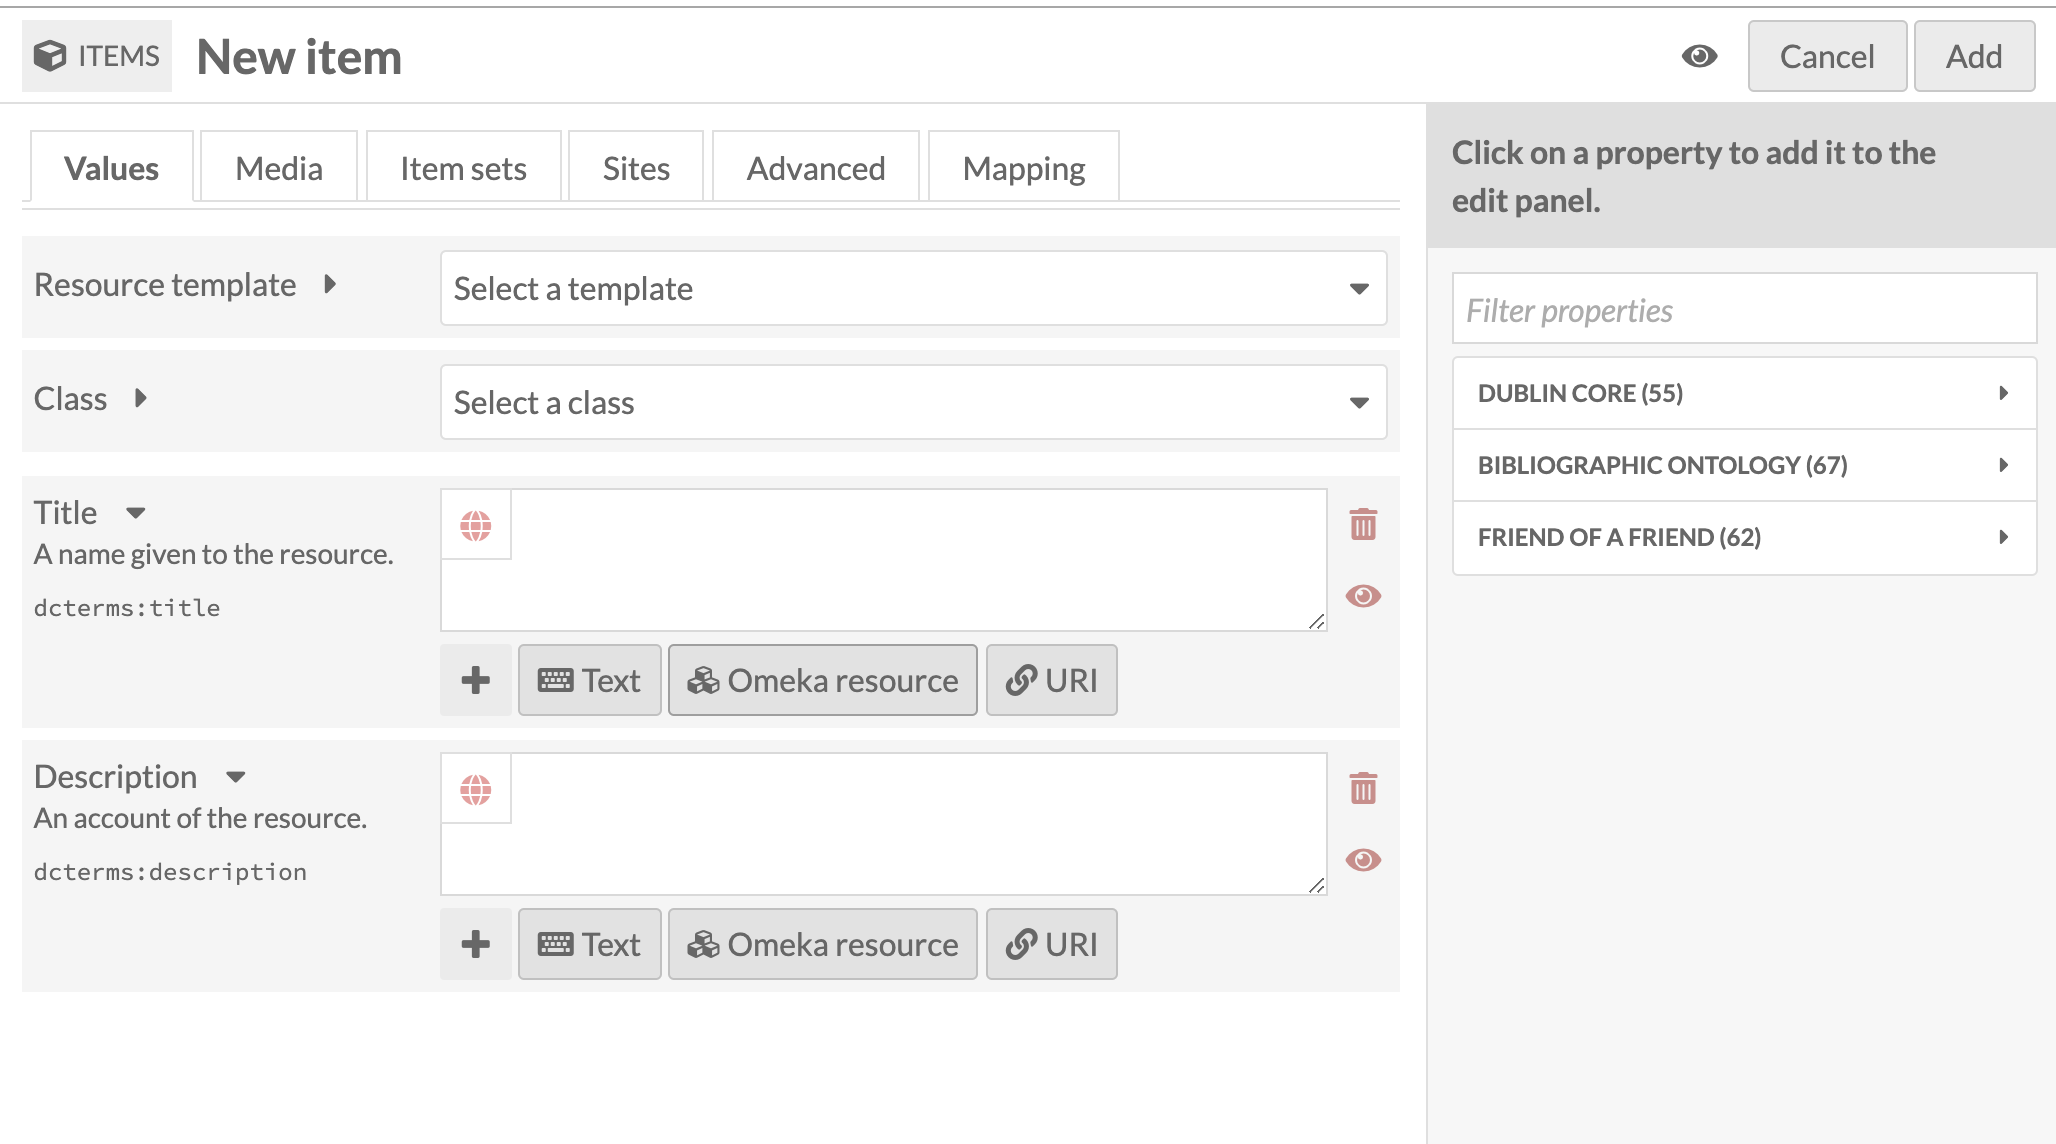 ITEMS New item
Cancel
Add
Values
Media
Item sets
Sites
Advanced
Mapping
Resource template
Select a template
Class
Select a class
Title
A name given to the resource.
dcterms:title
Text
Omeka resource
URI
Description
An account of the resource.
dcterms:description
Text
Omeka resource
URI
Click on a property to add it to the
edit panel.
Filter properties
DUBLIN CORE (55)
BIBLIOGRAPHIC ONTOLOGY (67)
FRIEND OF A FRIEND (62)